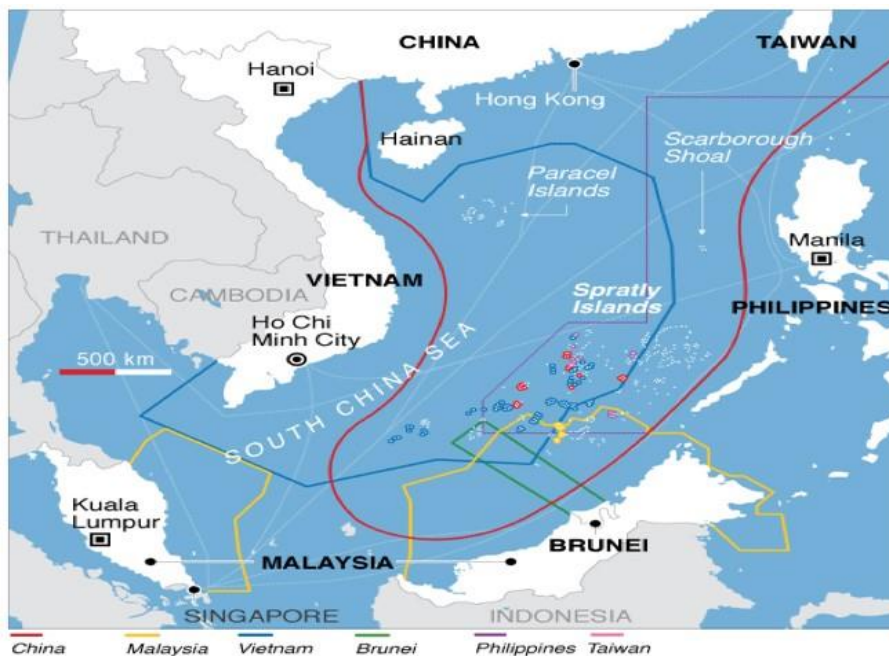 CHINA
TAIWAN
Hanoi
Hong Kong
Hainan
Scarborough
Shoal
Paracel
Islands
THAILAND
Manila
VIETNAM
CAMBODIA
Spratly
Islands
PHILIPPINES
Ho Chi
Minh City
500 km
SOUTH CHINA SEA
Kuala
Lumpur
BRUNEI
MALAYSIA
SINGAPORE
INDONESIA
China
Malaysia
Vietnam
Brunei
Philippines
Taiwan